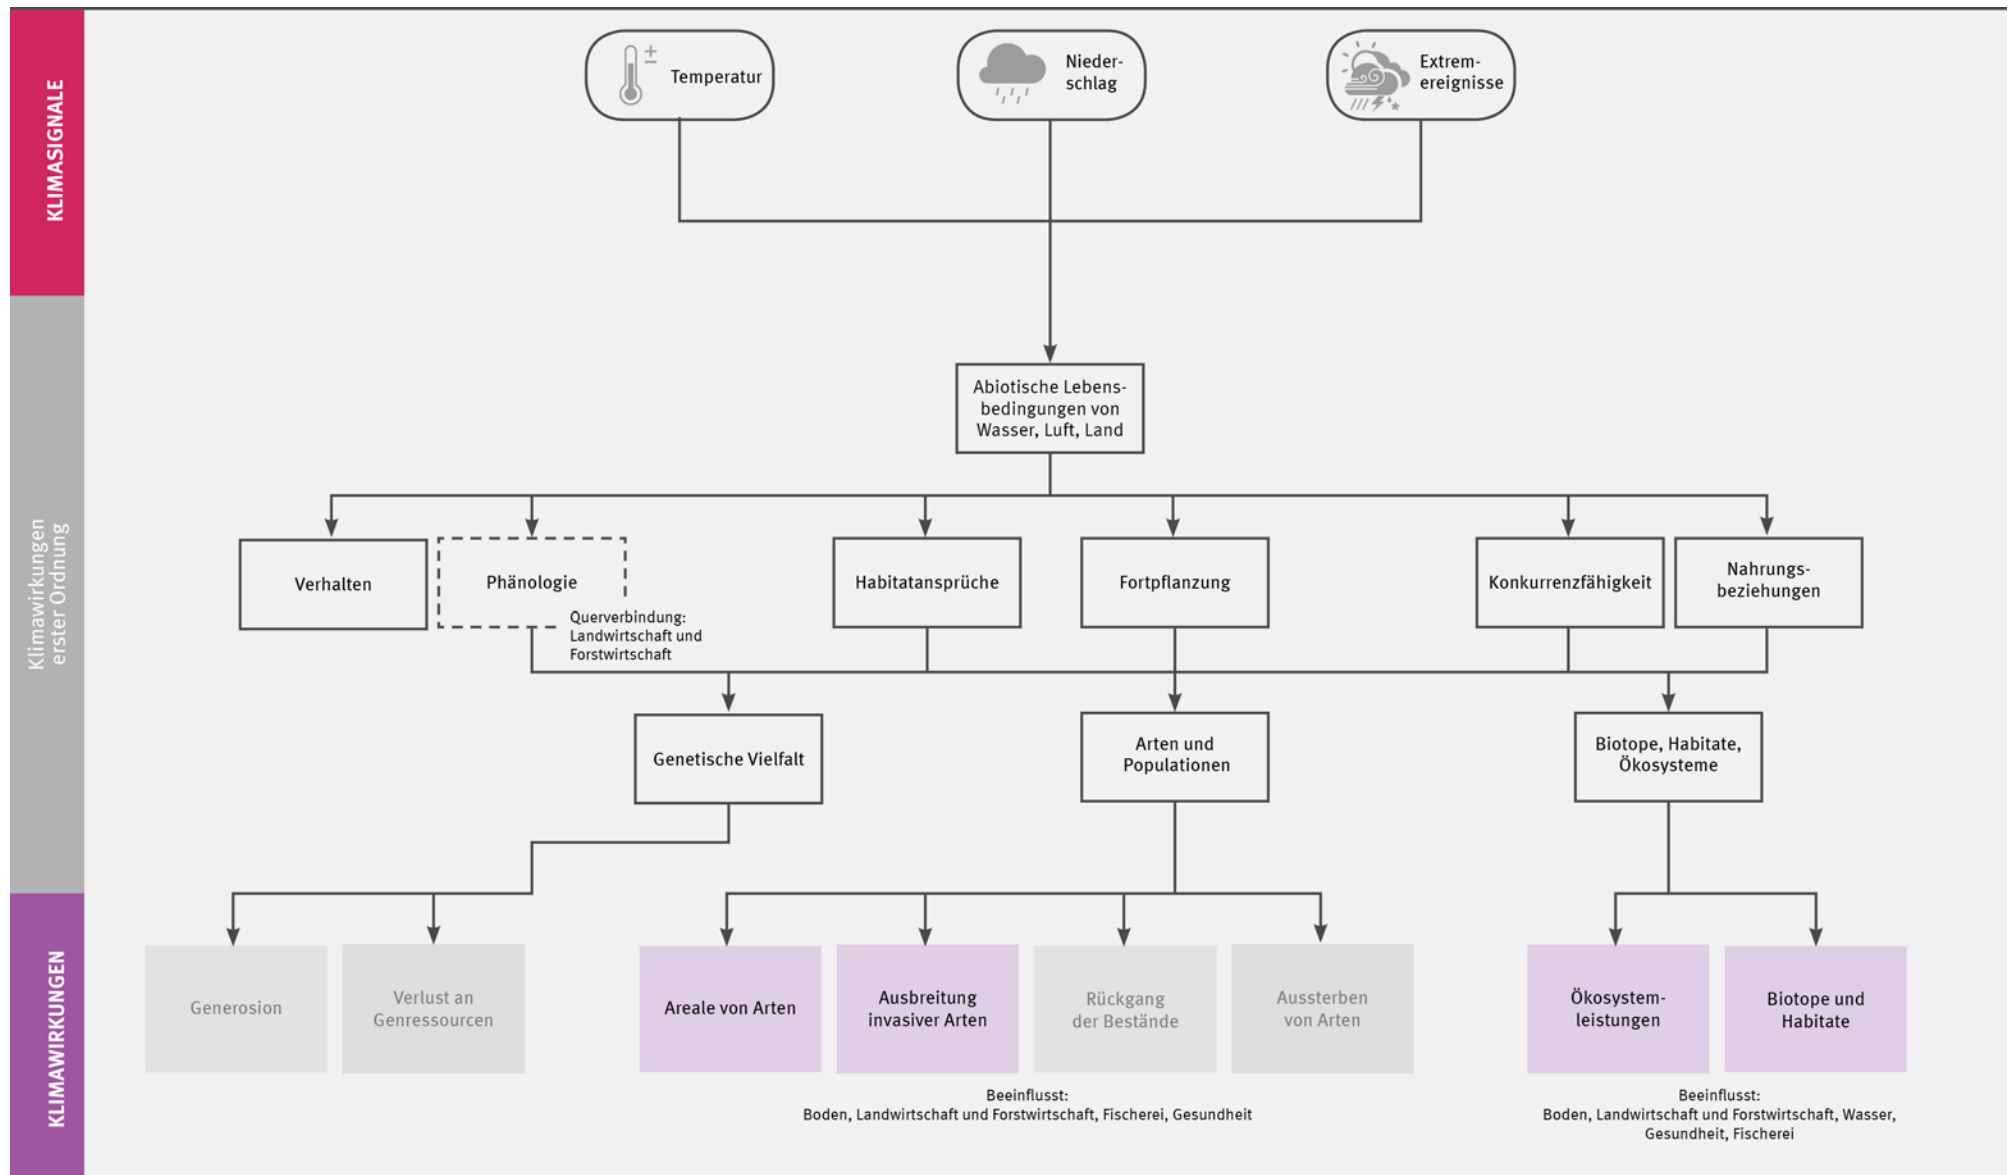 KLIMASIGNALE
Temperatur
Nieder-
schlag
Extrem-
ereignisse
Klimawirkungen
erster Ordnung
Abiotische Lebens-
bedingungen von
Wasser, Luft, Land
Verhalten
Phänologie
Querverbindung:
Landwirtschaft und
Forstwirtschaft
Habitatansprüche
Fortpflanzung
Konkurrenzfähigkeit
Nahrungs-
beziehungen
Genetische Vielfalt
Arten und
Populationen
Biotope, Habitate,
Ökosysteme
KLIMAWIRKUNGEN
Generosion
Verlust an
Genressourcen
Areale von Arten
Ausbreitung
invasiver Arten
Rückgang
der Bestände
Aussterben
von Arten
Ökosystem-
leistungen
Biotope und
Habitate
Beeinflusst:
Boden, Landwirtschaft und Forstwirtschaft, Fischerei, Gesundheit
Beeinflusst:
Boden, Landwirtschaft und Forstwirtschaft, Wasser,
Gesundheit, Fischerei